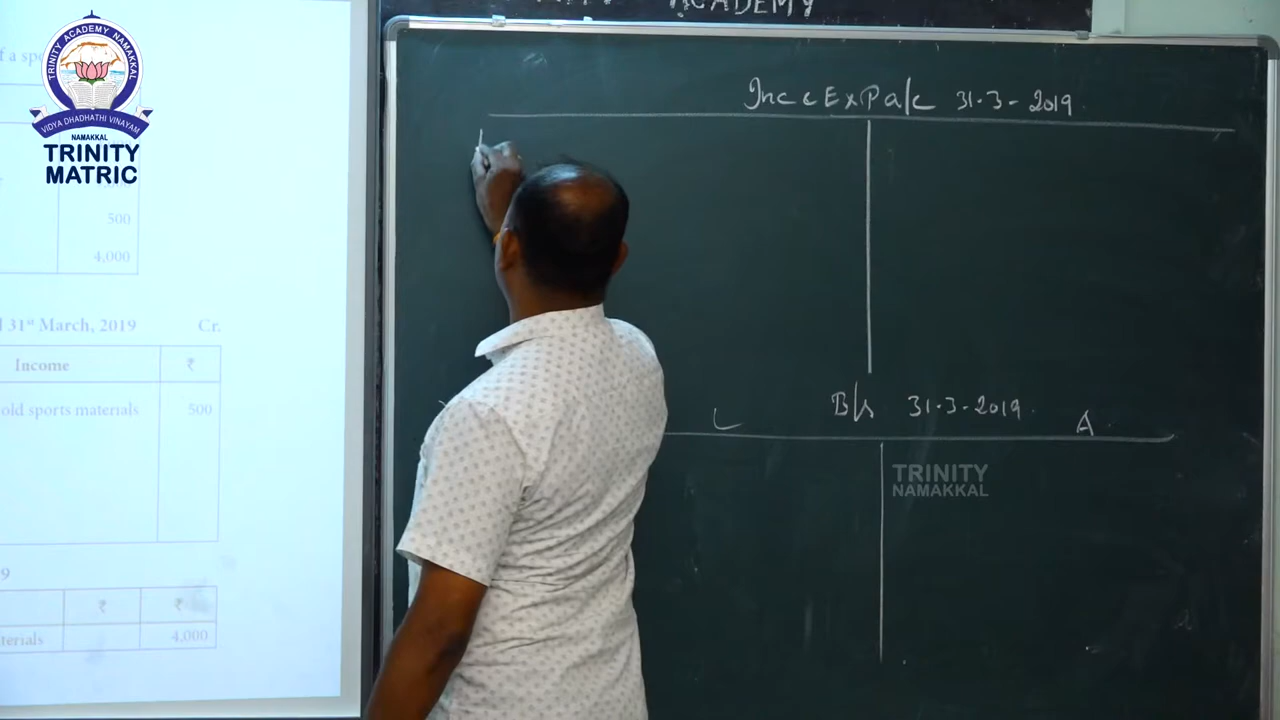 TRINITY ACADEMY NAMAKKAL
VIDYA DHADHATHI VINAYAM
NAMAKKAL
TRINITY
MATRIC
of a
500
4,000
31st March, 2019 Cr.
Income ₹
old sports materials 500
9
₹ ₹
terials 4,000
ACADEMY
Inc & Exp a/c 31-3-2019
L B/s 31-3-2019 A
TRINITY
NAMAKKAL